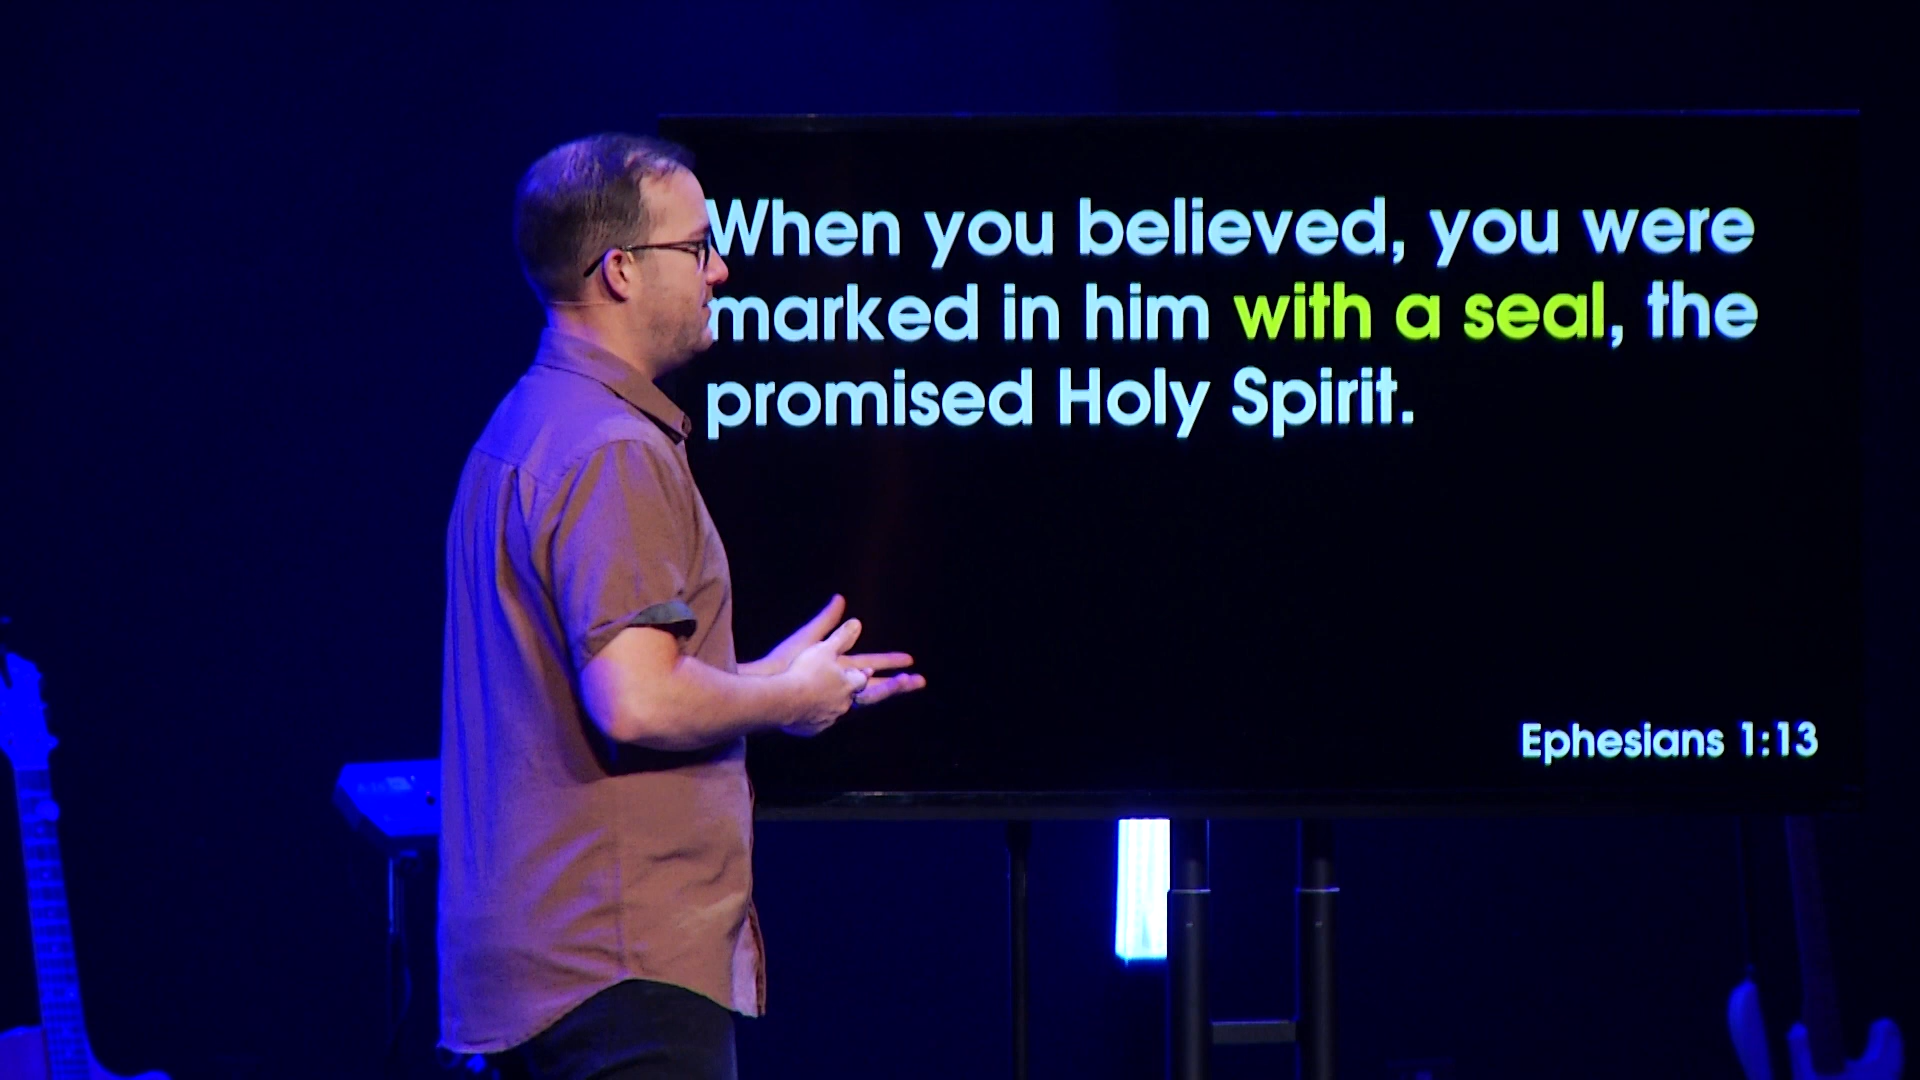 When you believed, you were
marked in him with a seal, the
promised Holy Spirit.
Ephesians 1:13